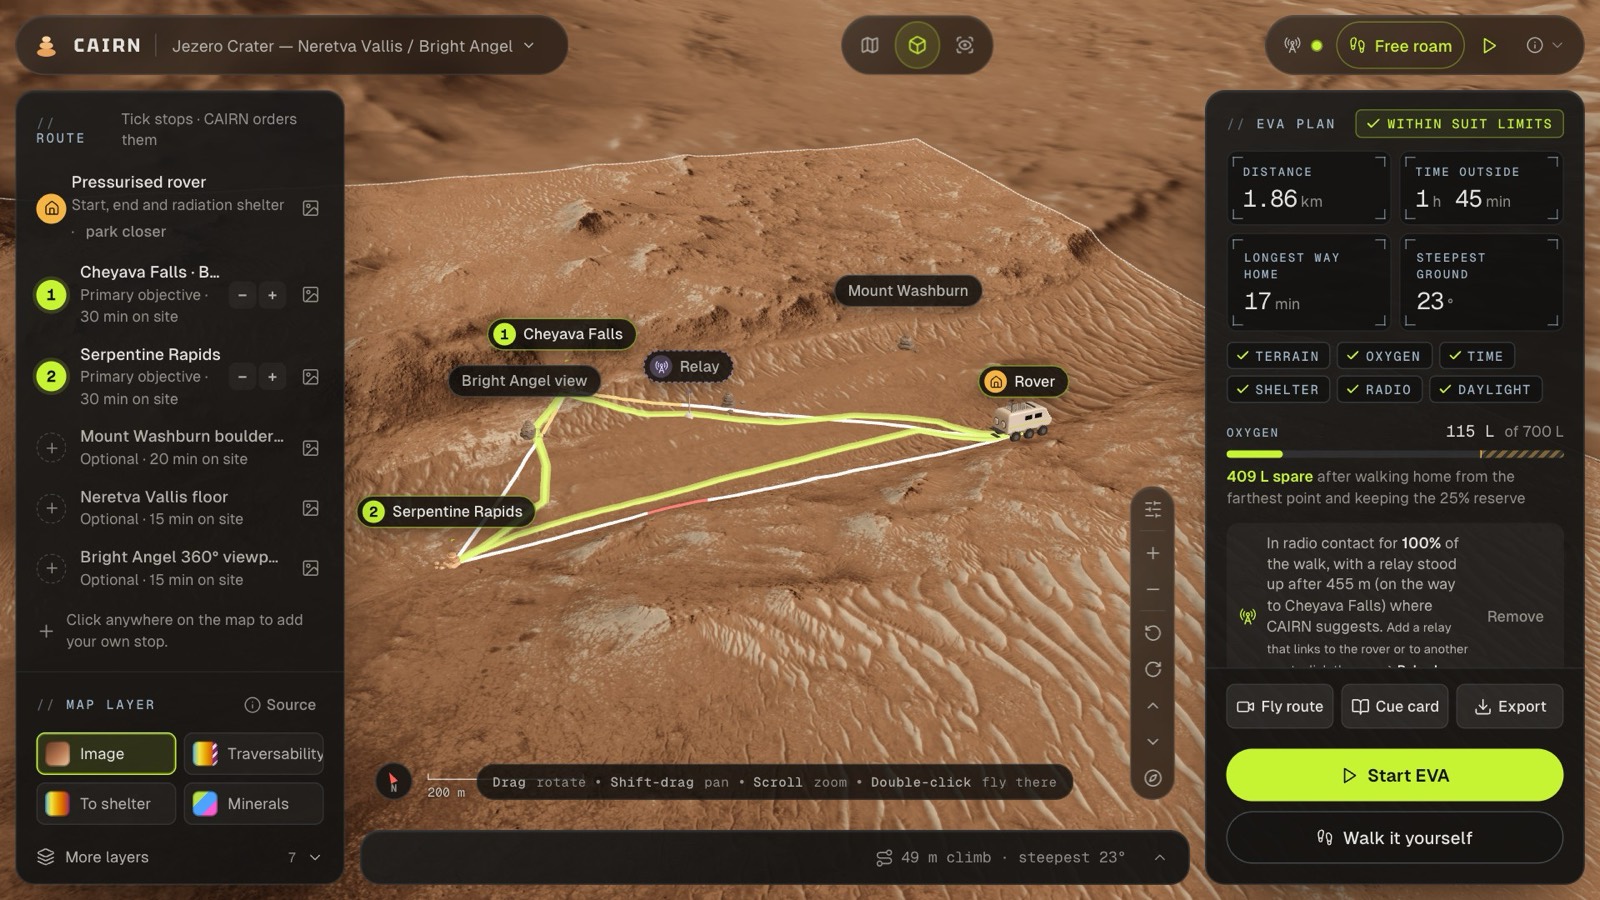 CAIRN
Jezero Crater — Neretva Vallis / Bright Angel
Free roam
// ROUTE
Tick stops · CAIRN orders
them
Pressurised rover
Start, end and radiation shelter
· park closer
1
Cheyava Falls · B...
Primary objective ·
30 min on site
− +
2
Serpentine Rapids
Primary objective ·
30 min on site
− +
Mount Washburn boulder...
Optional · 20 min on site
Neretva Vallis floor
Optional · 15 min on site
Bright Angel 360° viewp...
Optional · 15 min on site
Click anywhere on the map to add
your own stop.
// MAP LAYER
Source
Image
Traversability
To shelter
Minerals
More layers
7
Mount Washburn
1 Cheyava Falls
Relay
Bright Angel view
Rover
2 Serpentine Rapids
N
200 m
Drag rotate • Shift-drag pan • Scroll zoom • Double-click fly there
49 m climb · steepest 23°
// EVA PLAN
WITHIN SUIT LIMITS
DISTANCE
1.86 km
TIME OUTSIDE
1 h 45 min
LONGEST WAY
HOME
17 min
STEEPEST
GROUND
23°
TERRAIN
OXYGEN
TIME
SHELTER
RADIO
DAYLIGHT
OXYGEN
115 L of 700 L
409 L spare after walking home from the
farthest point and keeping the 25% reserve
In radio contact for 100% of
the walk, with a relay stood
up after 455 m (on the way
to Cheyava Falls) where
CAIRN suggests. Add a relay
that links to the rover or to another
Remove
Fly route
Cue card
Export
Start EVA
Walk it yourself